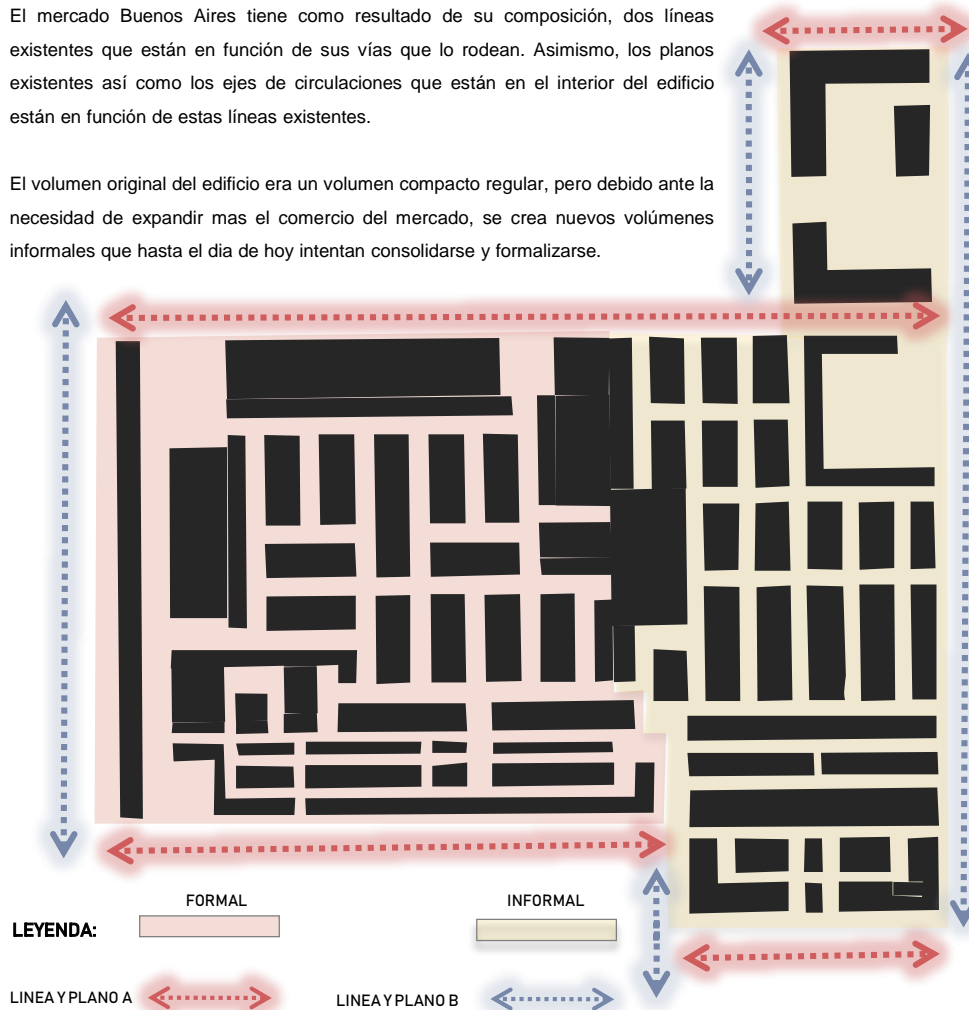 El mercado Buenos Aires tiene como resultado de su composición, dos líneas
existentes que están en función de sus vías que lo rodean. Asimismo, los planos
existentes así como los ejes de circulaciones que están en el interior del edificio
están en función de estas líneas existentes.
El volumen original del edificio era un volumen compacto regular, pero debido ante la
necesidad de expandir mas el comercio del mercado, se crea nuevos volúmenes
informales que hasta el dia de hoy intentan consolidarse y formalizarse.
FORMAL
INFORMAL
LEYENDA:
LINEA Y PLANO A
LINEA Y PLANO B